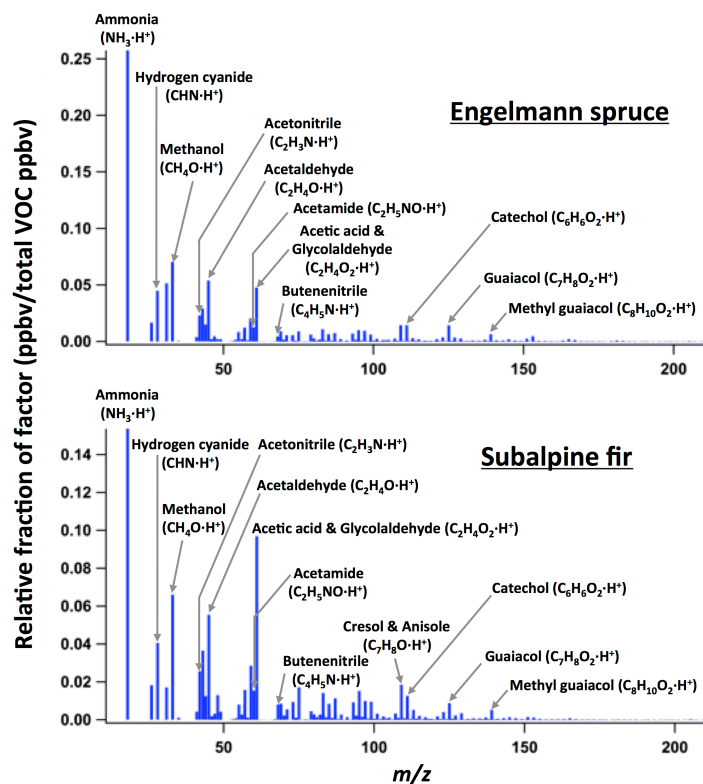 Relative fraction of factor (ppbv/total VOC ppbv)
Ammonia
(NH₃·H⁺)
Hydrogen cyanide
(CHN·H⁺)
Methanol
(CH₄O·H⁺)
Acetonitrile
(C₂H₃N·H⁺)
Acetaldehyde
(C₂H₄O·H⁺)
Acetamide (C₂H₅NO·H⁺)
Acetic acid &
Glycolaldehyde
(C₂H₄O₂·H⁺)
Butenenitrile
(C₄H₅N·H⁺)
Engelmann spruce
Catechol (C₆H₆O₂·H⁺)
Guaiacol (C₇H₈O₂·H⁺)
Methyl guaiacol (C₈H₁₀O₂·H⁺)
0.25
0.20
0.15
0.10
0.05
0.00
50
100
150
200
Ammonia
(NH₃·H⁺)
Hydrogen cyanide
(CHN·H⁺)
Methanol
(CH₄O·H⁺)
Acetonitrile (C₂H₃N·H⁺)
Acetaldehyde (C₂H₄O·H⁺)
Acetic acid & Glycolaldehyde (C₂H₄O₂·H⁺)
Acetamide
(C₂H₅NO·H⁺)
Butenenitrile
(C₄H₅N·H⁺)
Subalpine fir
Cresol & Anisole
(C₇H₈O·H⁺)
Catechol (C₆H₆O₂·H⁺)
Guaiacol (C₇H₈O₂·H⁺)
Methyl guaiacol (C₈H₁₀O₂·H⁺)
0.14
0.12
0.10
0.08
0.06
0.04
0.02
0.00
50
100
150
200
m/z